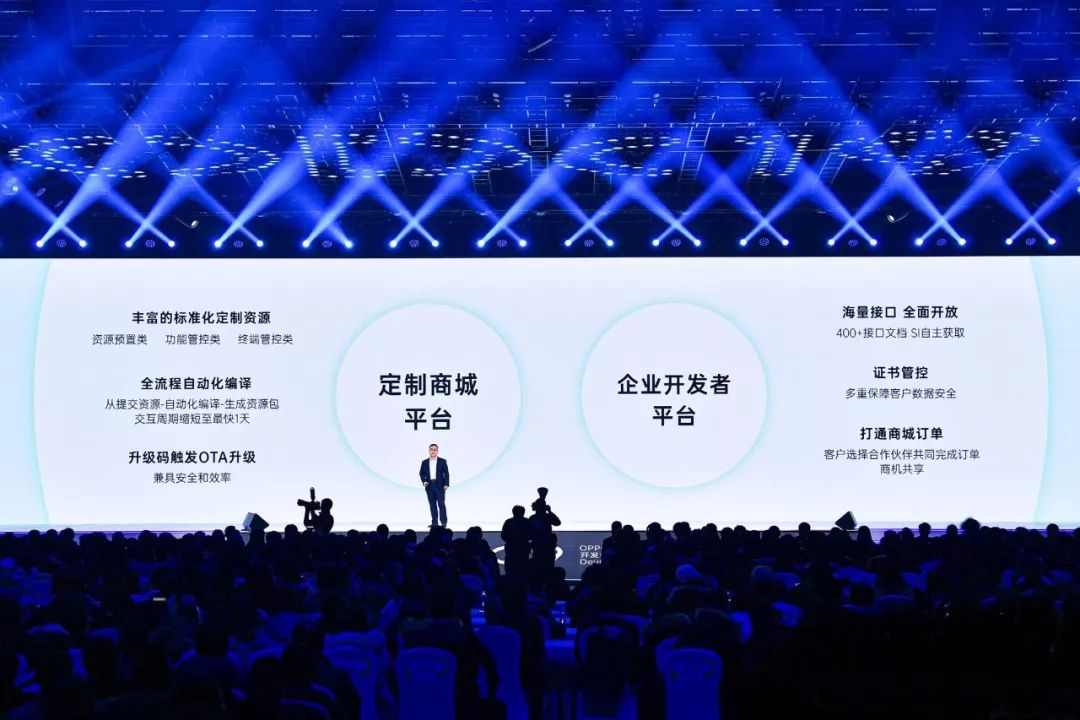 丰富的标准化定制资源
资源预置类 功能管控类 终端管控类
全流程自动化编译
从提交资源-自动化编译-生成资源包
交互周期缩短至最快1天
升级码触发OTA升级
兼具安全和效率
定制商城
平台
企业开发者
平台
海量接口 全面开放
400+接口文档 SI自主获取
证书管控
多重保障客户数据安全
打通商城订单
客户选择合作伙伴共同完成订单
商机共享
OPP
开发
Dev